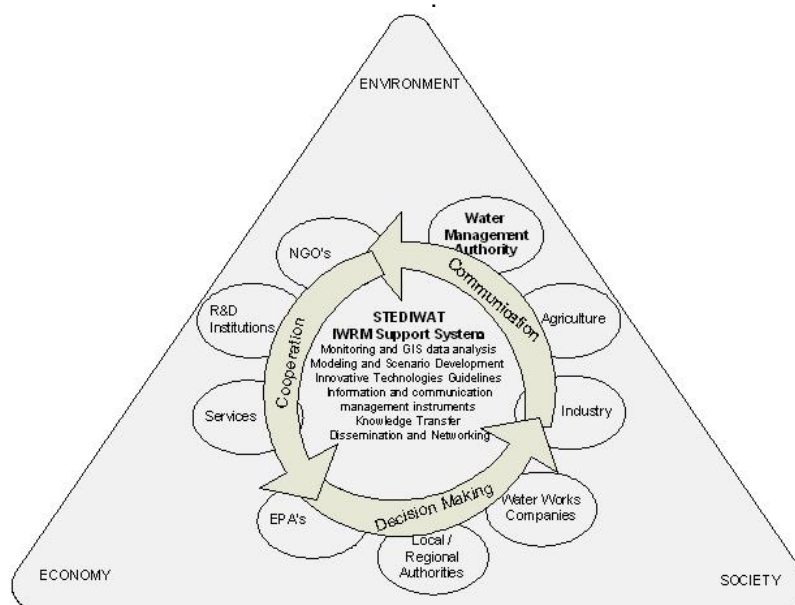 ENVIRONMENT
Water
Management
Authority
NGO's
Communication
R&D
Institutions
Agriculture
STEDIWAT
IWRM Support Systems
Monitoring and GIS data analysis
Modeling and Scenario Development
Innovative Technologies Guidelines
Information and communication
management instruments
Knowledge Transfer
Dissemination and Networking
Cooperation
Services
Industry
Water Works
Companies
EPA's
Decision Making
Local /
Regional
Authorities
ECONOMY
SOCIETY